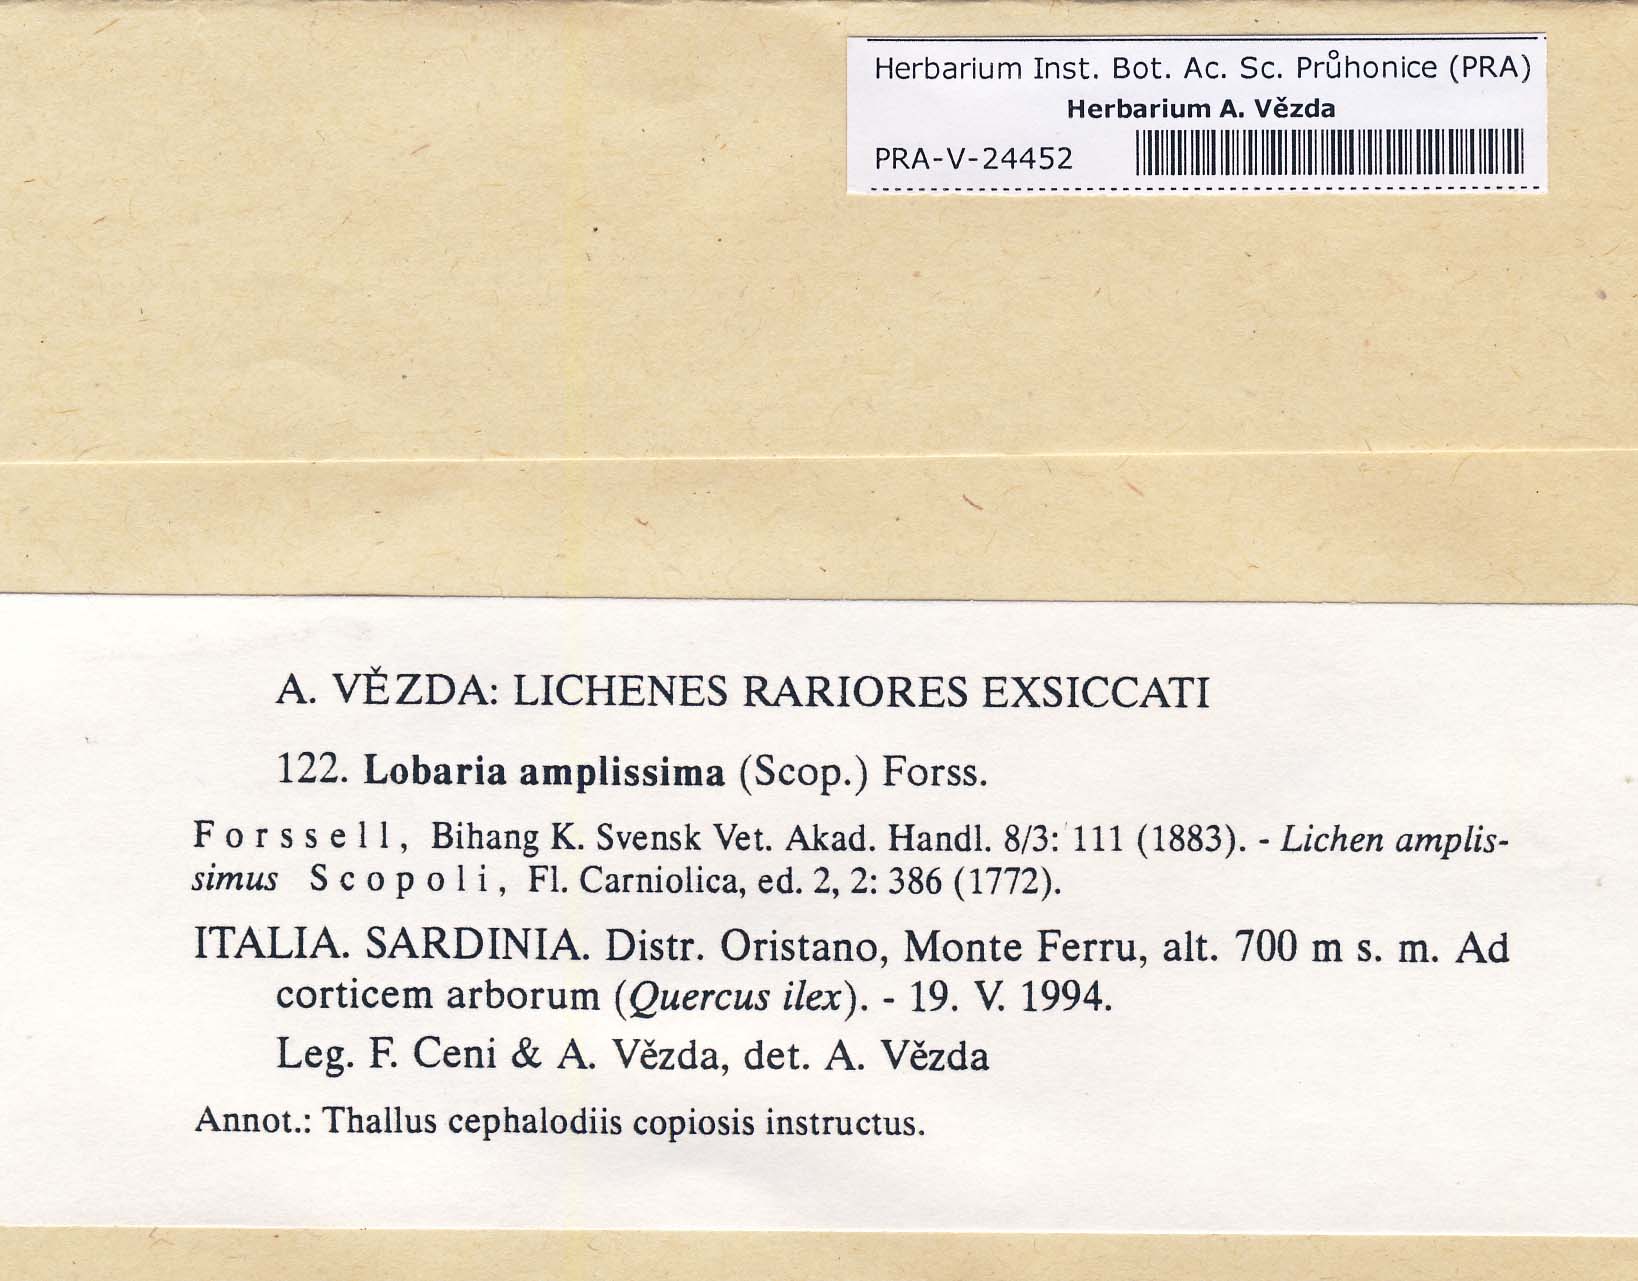 Herbarium Inst. Bot. Ac. Sc. Průhonice (PRA)
Herbarium A. Vězda
PRA-V-24452
A. VĚZDA: LICHENES RARIORES EXSICCATI
122. Lobaria amplissima (Scop.) Forss.
Forssell, Bihang K. Svensk Vet. Akad. Handl. 8/3: 111 (1883). - Lichen amplis-
simus Scopoli, Fl. Carniolica, ed. 2, 2: 386 (1772).
ITALIA. SARDINIA. Distr. Oristano, Monte Ferru, alt. 700 m s. m. Ad
corticem arborum (Quercus ilex). - 19. V. 1994.
Leg. F. Ceni & A. Vězda, det. A. Vězda
Annot.: Thallus cephalodiis copiosis instructus.